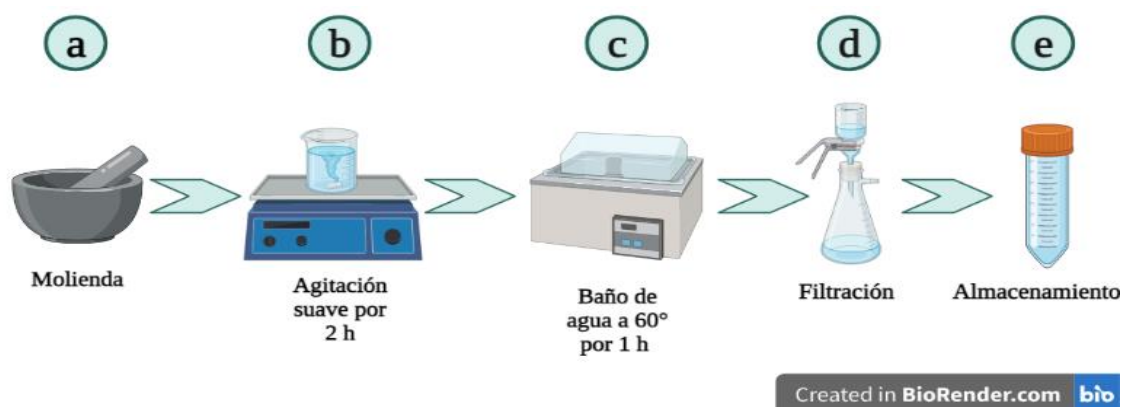 a
b
c
d
e
Molienda
Agitación
suave por
2 h
Baño de
agua a 60°
por 1 h
Filtración
Almacenamiento
Created in BioRender.com bio